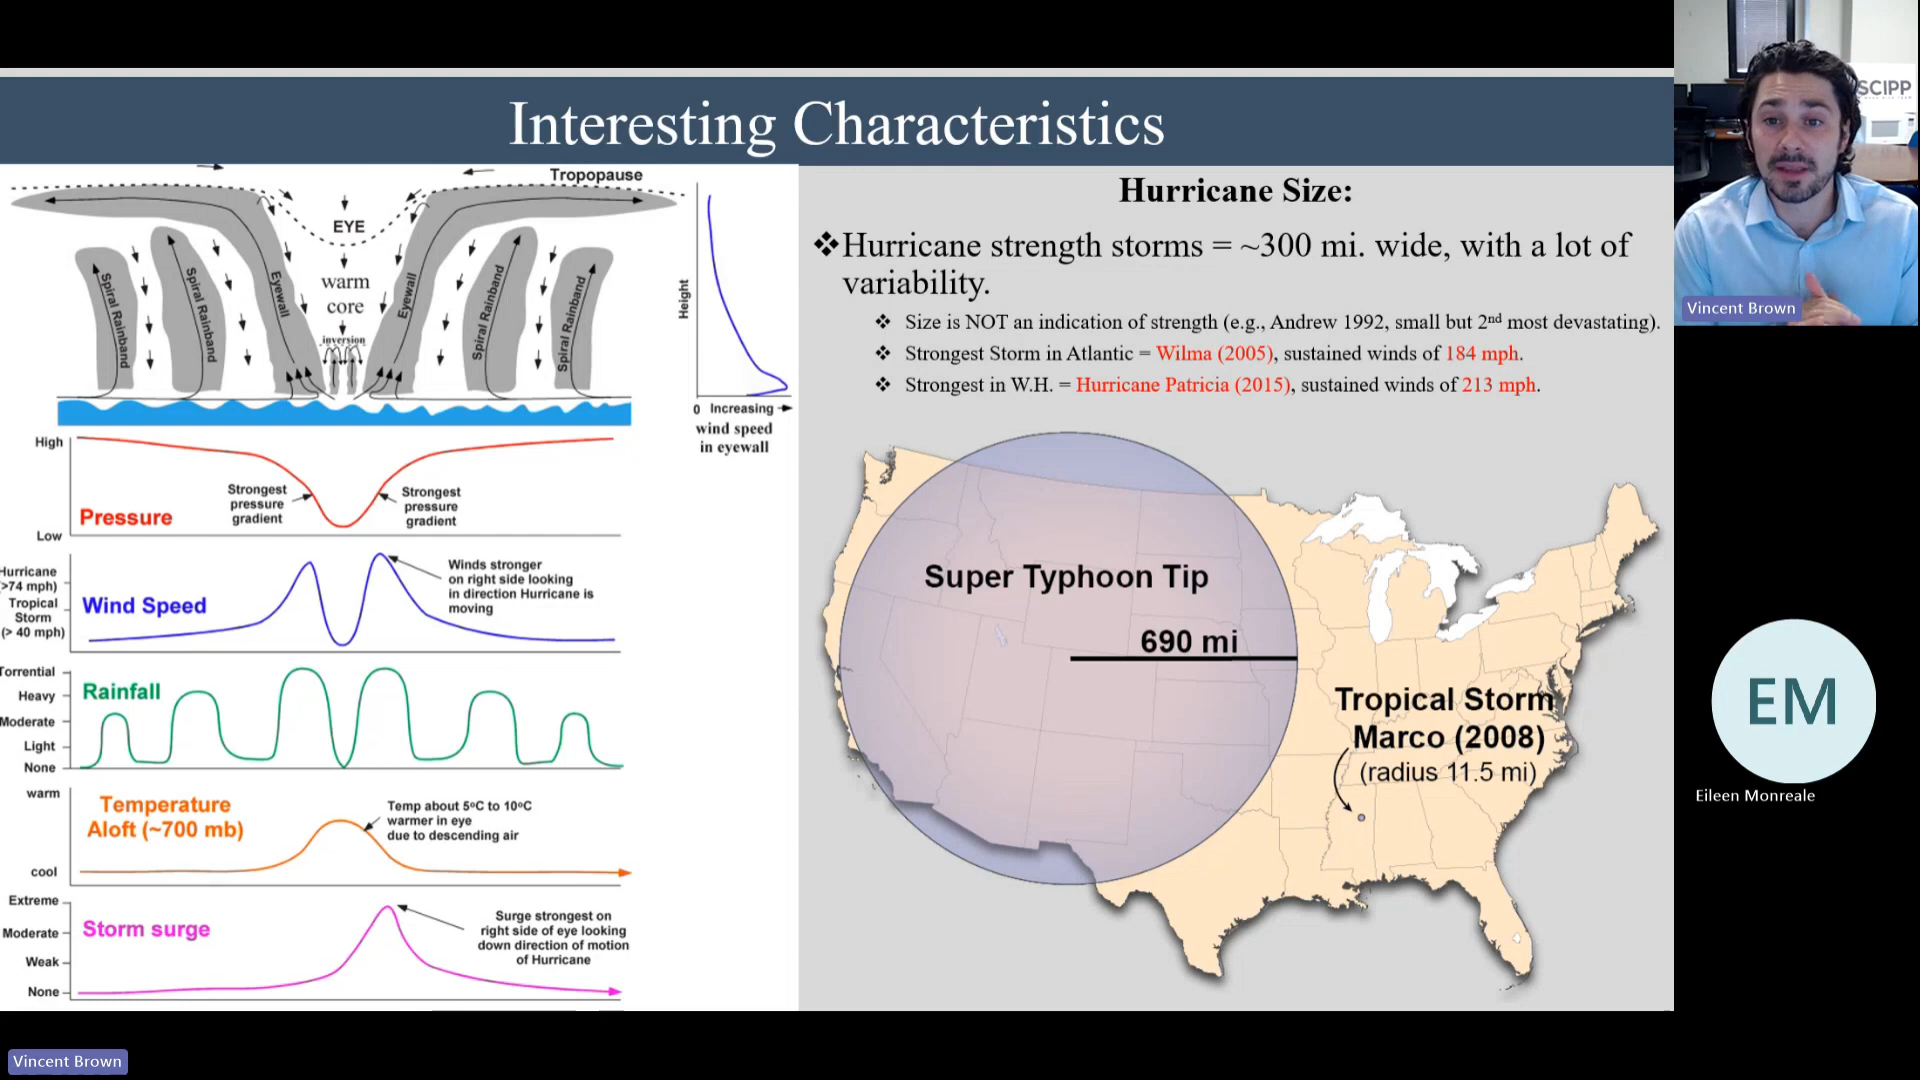 Interesting Characteristics
Tropopause
EYE
warm
core
inversion
Spiral Rainband
Spiral Rainband
Eyewall
Eyewall
Spiral Rainband
Spiral Rainband
Height
0 Increasing
wind speed
in eyewall
High
Low
Pressure
Strongest
pressure
gradient
Strongest
pressure
gradient
Hurricane
>74 mph)
Tropical
Storm
(> 40 mph)
Wind Speed
Winds stronger
on right side looking
in direction Hurricane is
moving
Torrential
Heavy
Moderate
Light
None
Rainfall
warm
cool
Temperature
Aloft (~700 mb)
Temp about 5ºC to 10ºC
warmer in eye
due to descending air
Extreme
Moderate
Weak
None
Storm surge
Surge strongest on
right side of eye looking
down direction of motion
of Hurricane
Hurricane Size:
❖Hurricane strength storms = ~300 mi. wide, with a lot of
variability.
❖ Size is NOT an indication of strength (e.g., Andrew 1992, small but 2nd most devastating).
❖ Strongest Storm in Atlantic = Wilma (2005), sustained winds of 184 mph.
❖ Strongest in W.H. = Hurricane Patricia (2015), sustained winds of 213 mph.
Super Typhoon Tip
690 mi
Tropical Storm
Marco (2008)
(radius 11.5 mi)
SCIPP
Vincent Brown
EM
Eileen Monreale
Vincent Brown